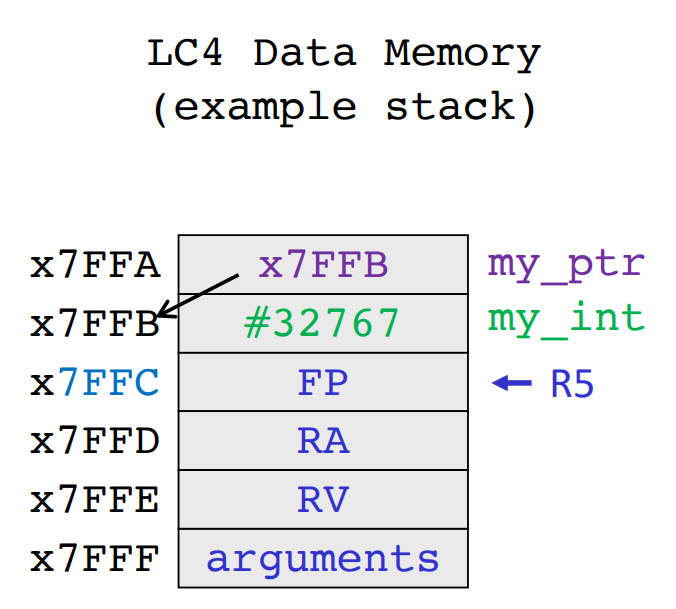 LC4 Data Memory
(example stack)
x7FFA x7FFB my_ptr
x7FFB #32767 my_int
x7FFC FP R5
x7FFD RA
x7FFE RV
x7FFF arguments